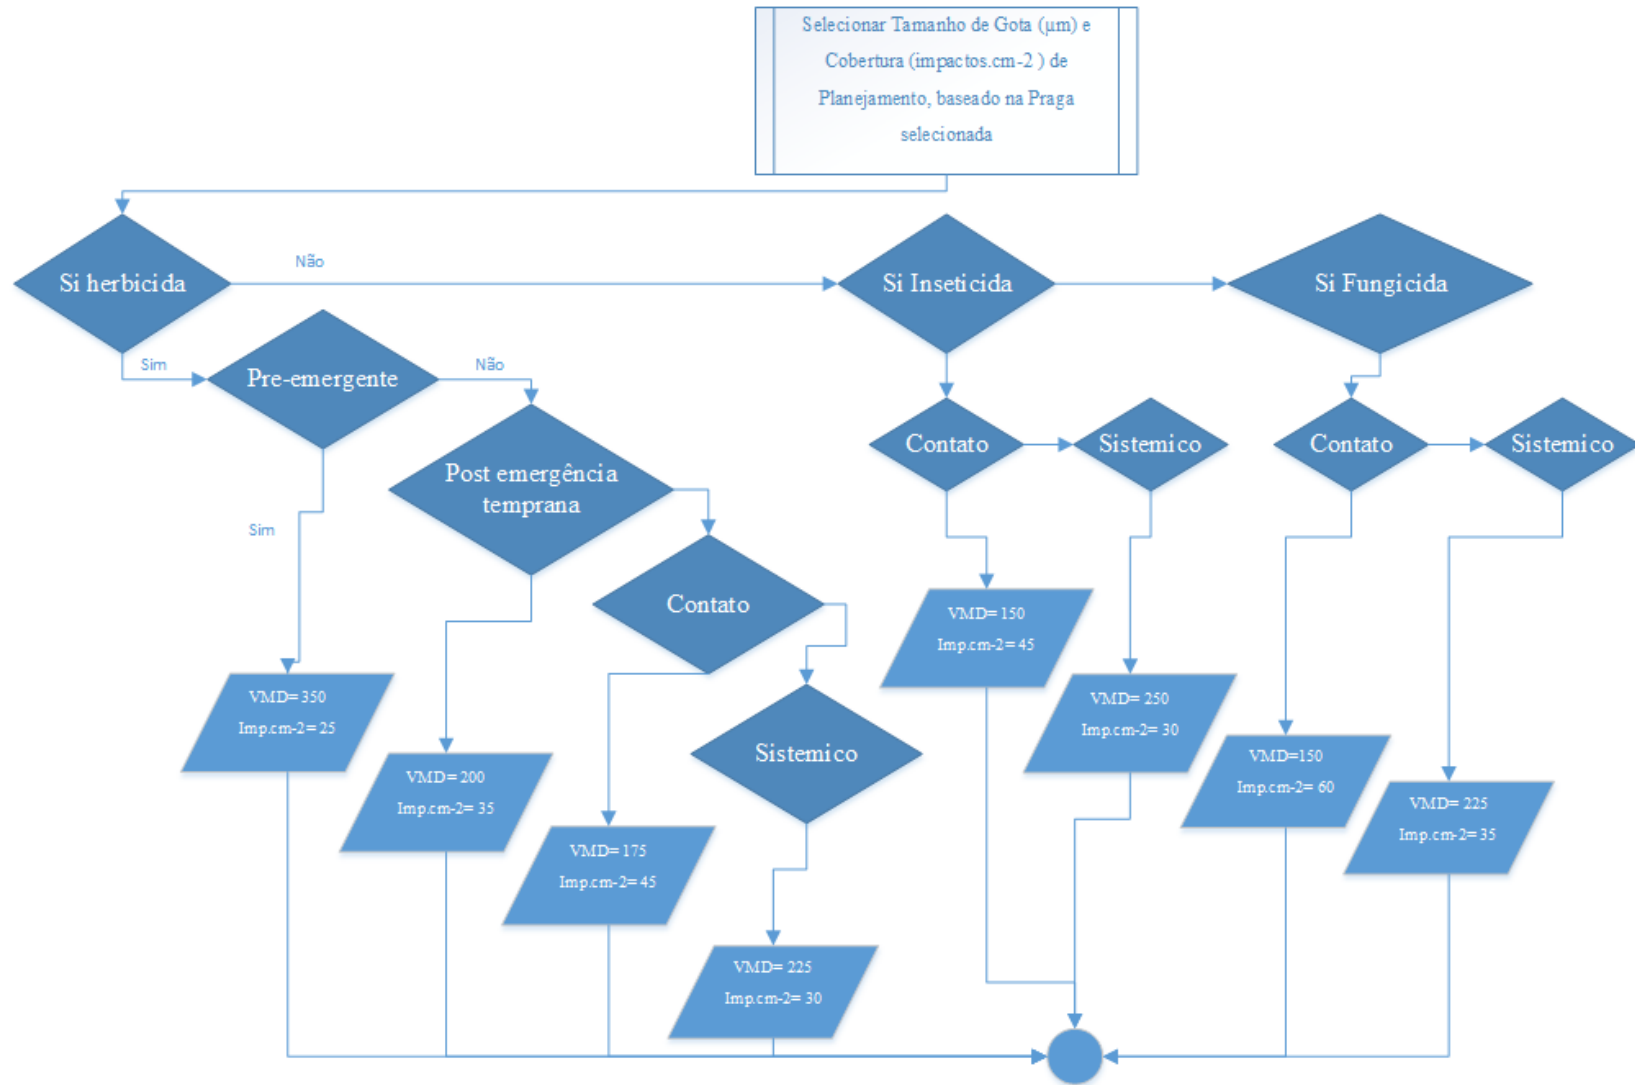 Selecionar Tamanho de Gota (µm) e
Cobertura (impactos.cm-2 ) de
Planejamento, baseado na Praga
selecionada
Si herbicida
Não
Si Inseticida
Si Fungicida
Sim
Pre-emergente
Não
Post emergência
temprana
Contato
Sistemico
Contato
Sistemico
Sim
Contato
Sistemico
VMD= 150
Imp.cm-2= 45
VMD= 350
Imp.cm-2= 25
VMD= 250
Imp.cm-2= 30
VMD= 200
Imp.cm-2= 35
VMD=150
Imp.cm-2= 60
VMD= 225
Imp.cm-2= 35
VMD= 175
Imp.cm-2= 45
VMD= 225
Imp.cm-2= 30